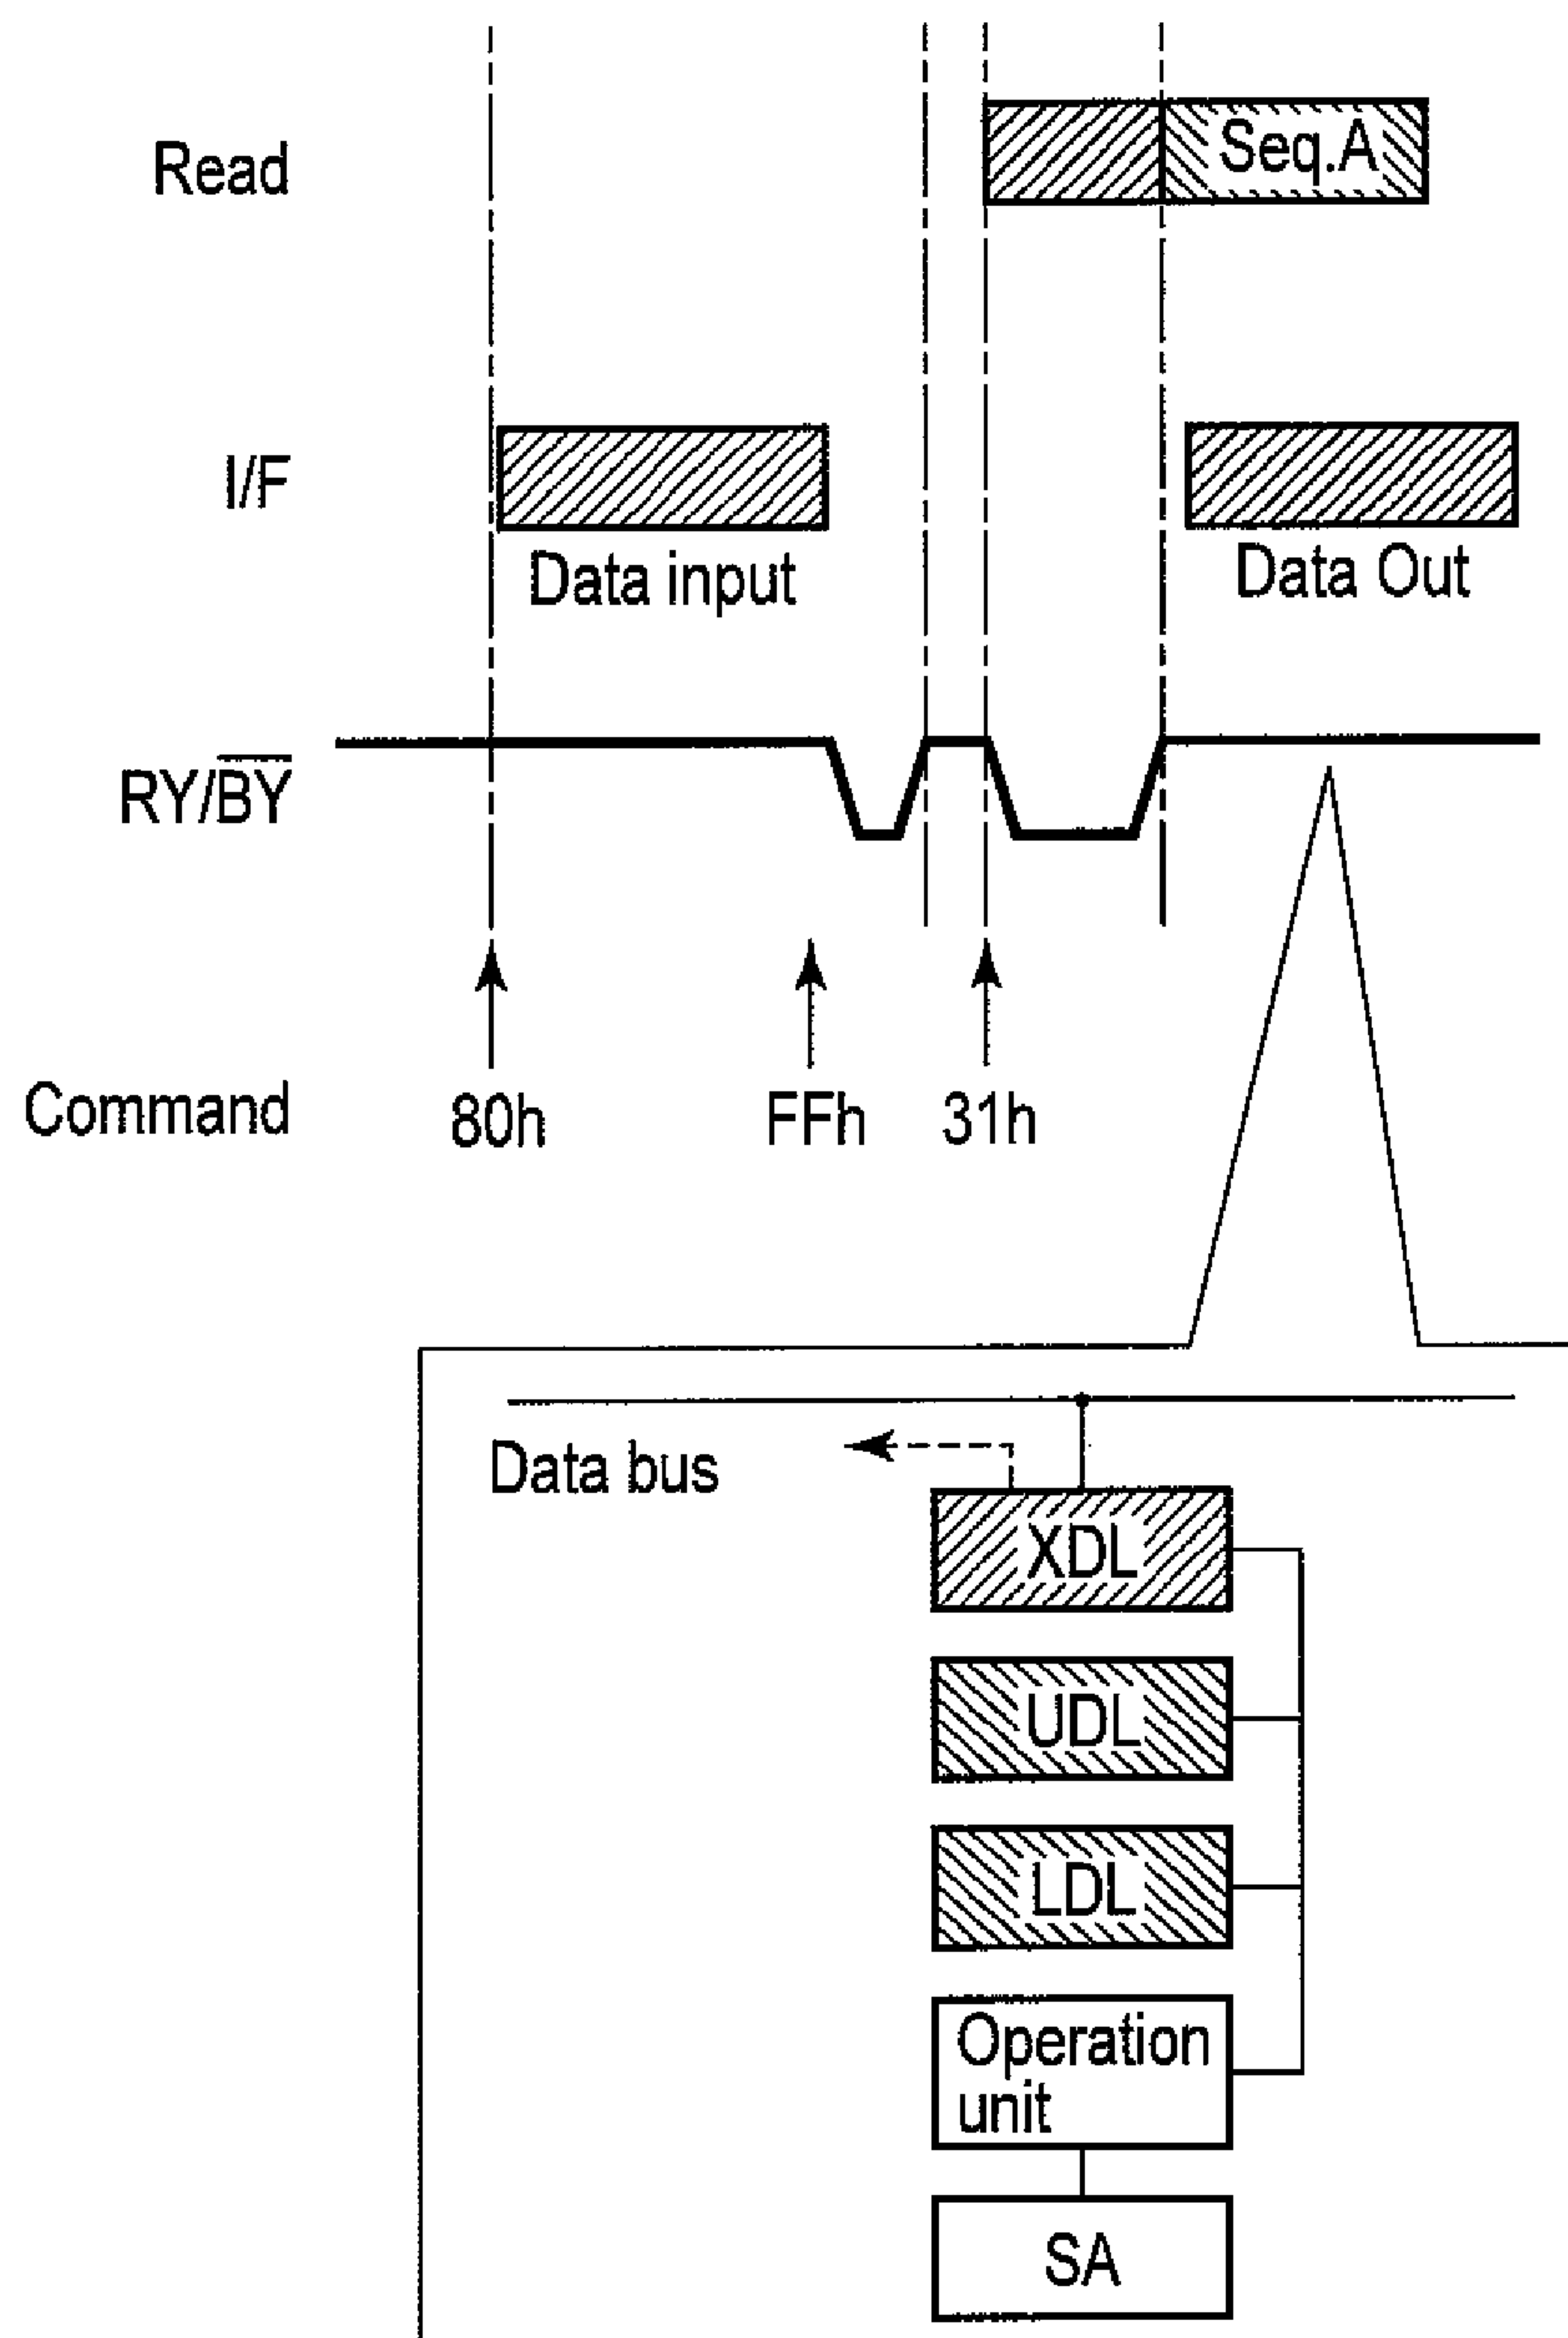 Read
Seq.A
I/F
Data input
Data Out
RY/B̅Y̅
Command
80h
FFh
31h
Data bus
XDL
UDL
LDL
Operation
unit
SA